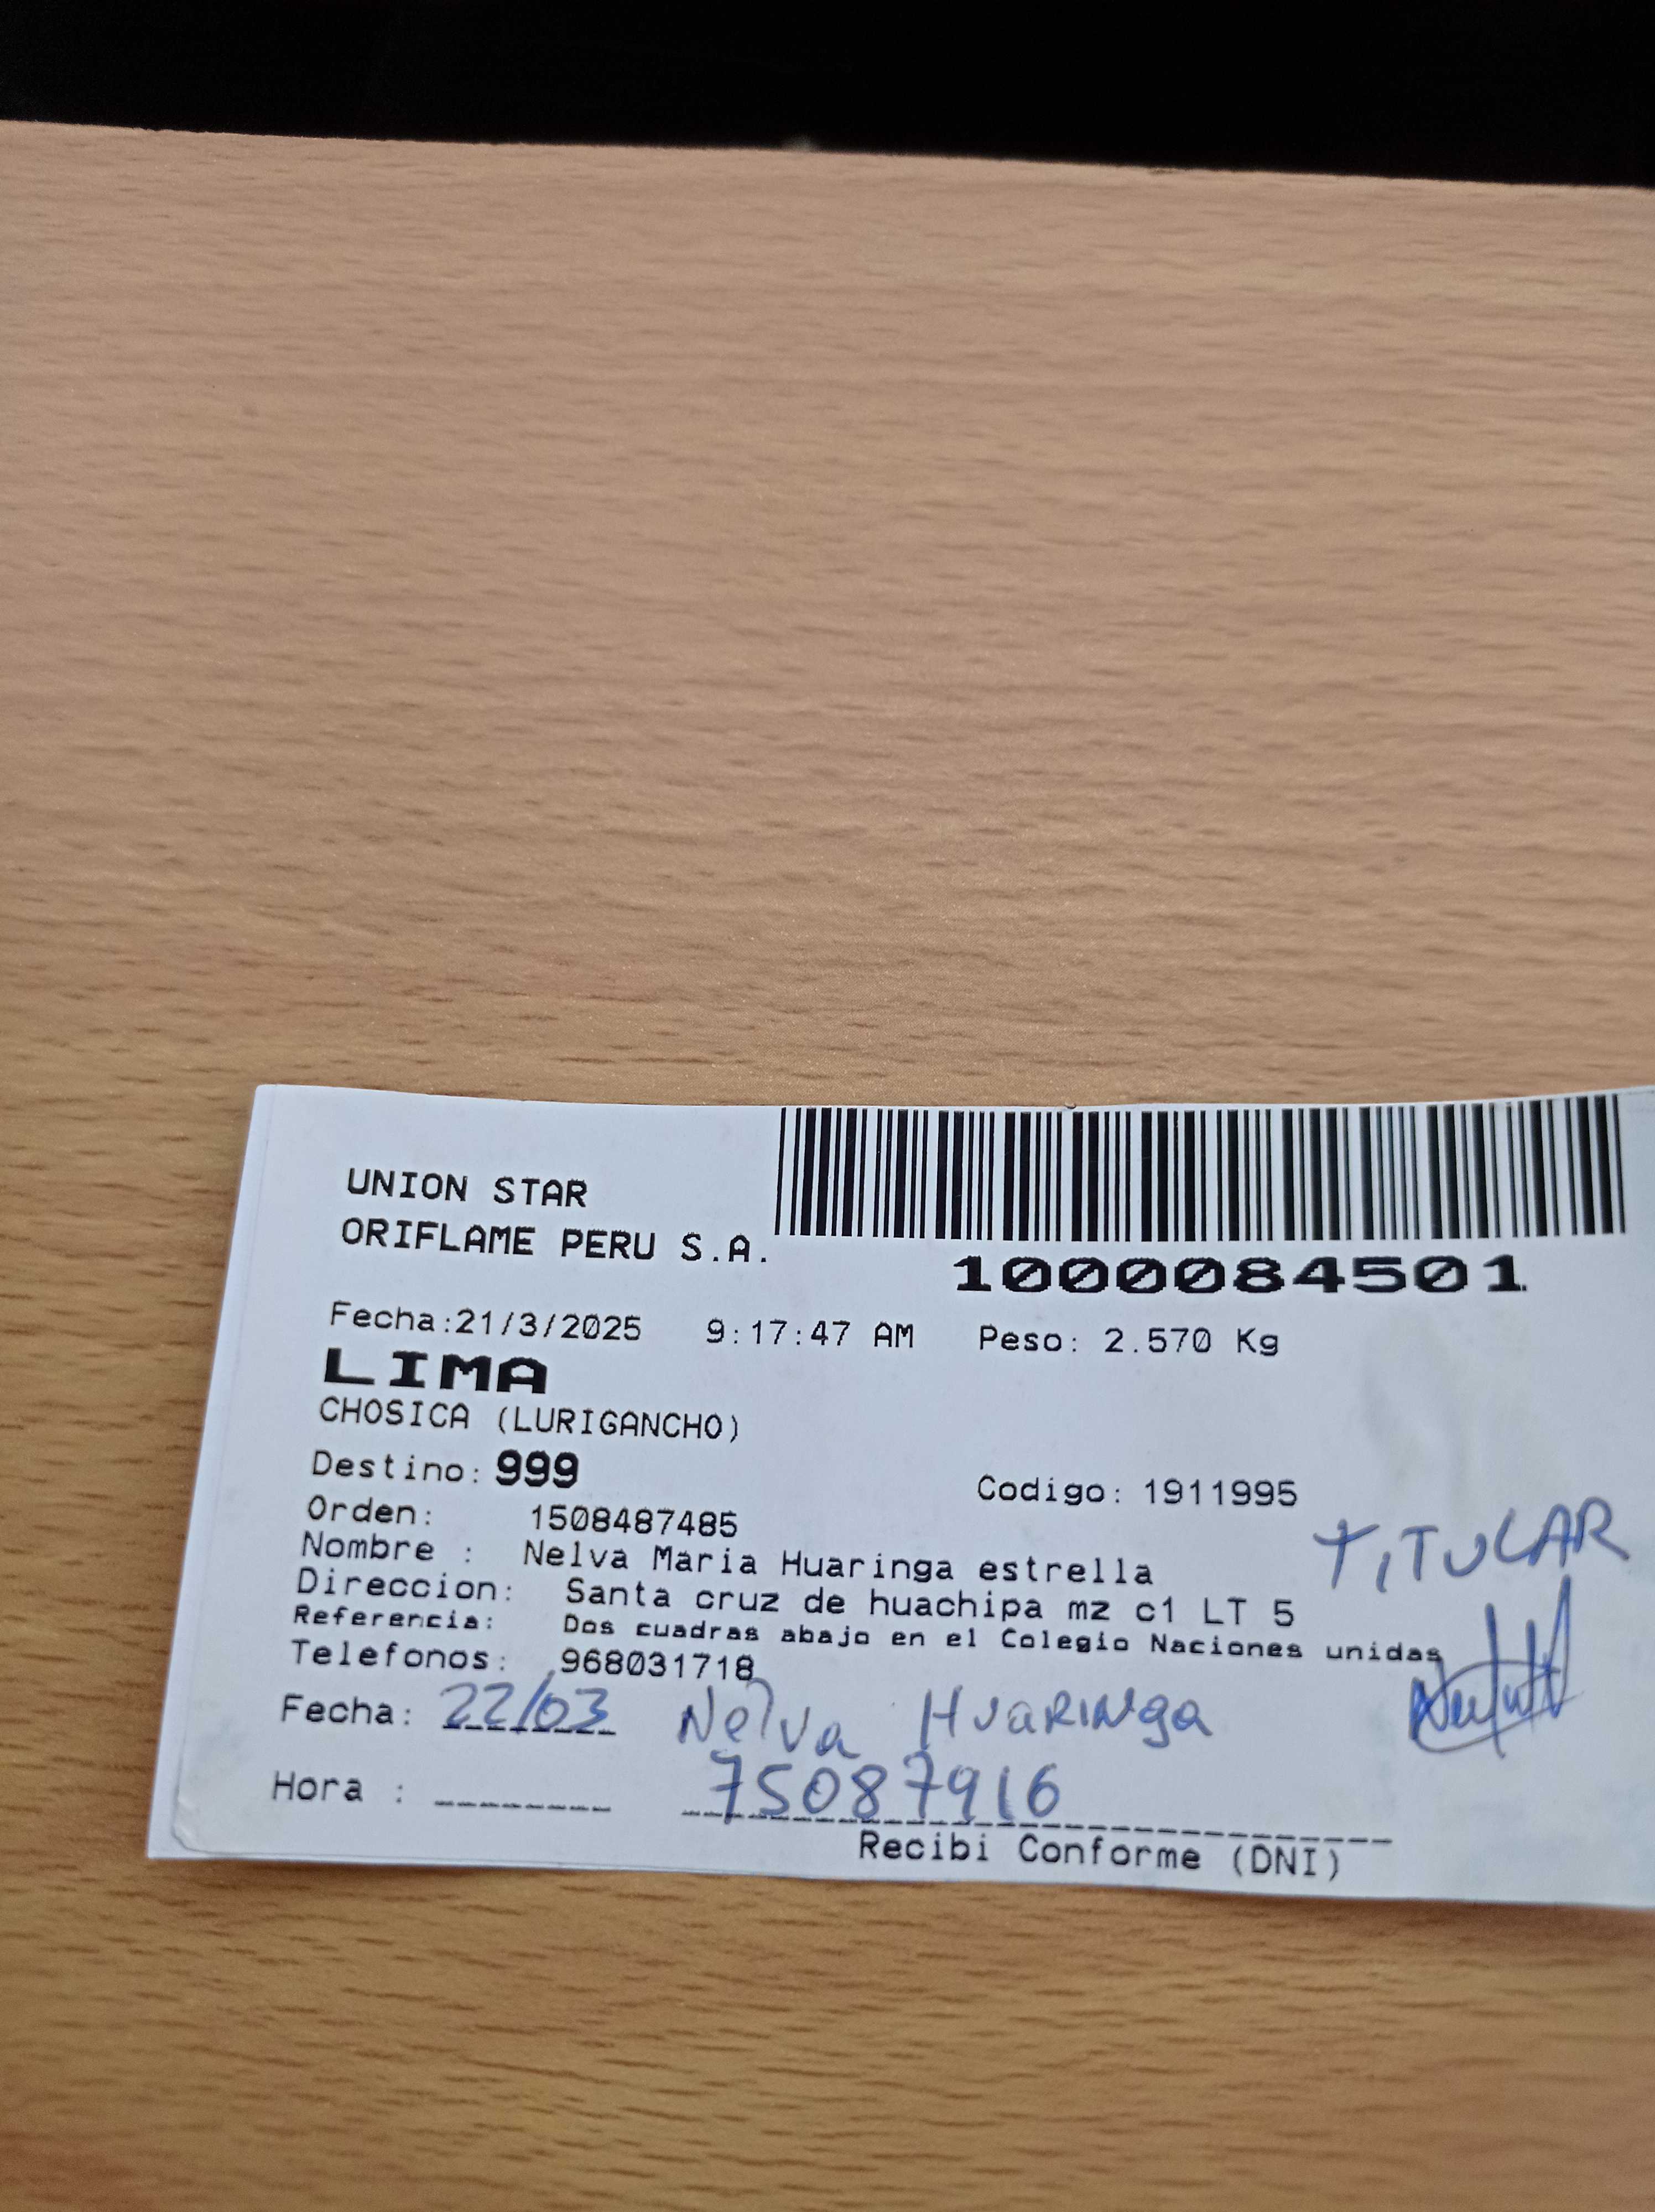 UNION STAR
ORIFLAME PERU S.A.
1000084501
Fecha:21/3/2025 9:17:47 AM Peso: 2.570 Kg
LIMA
CHOSICA (LURIGANCHO)
Destino: 999 Codigo: 1911995
Orden: 1508487485
Nombre : Nelva Maria Huaringa estrella TITULAR
Direccion: Santa cruz de huachipa mz c1 LT 5
Referencia: Dos cuadras abajo en el Colegio Naciones unidas
Telefonos: 968031718
Fecha: 22/03 Nelva Huaringa
Hora : 75087916
Recibi Conforme (DNI)